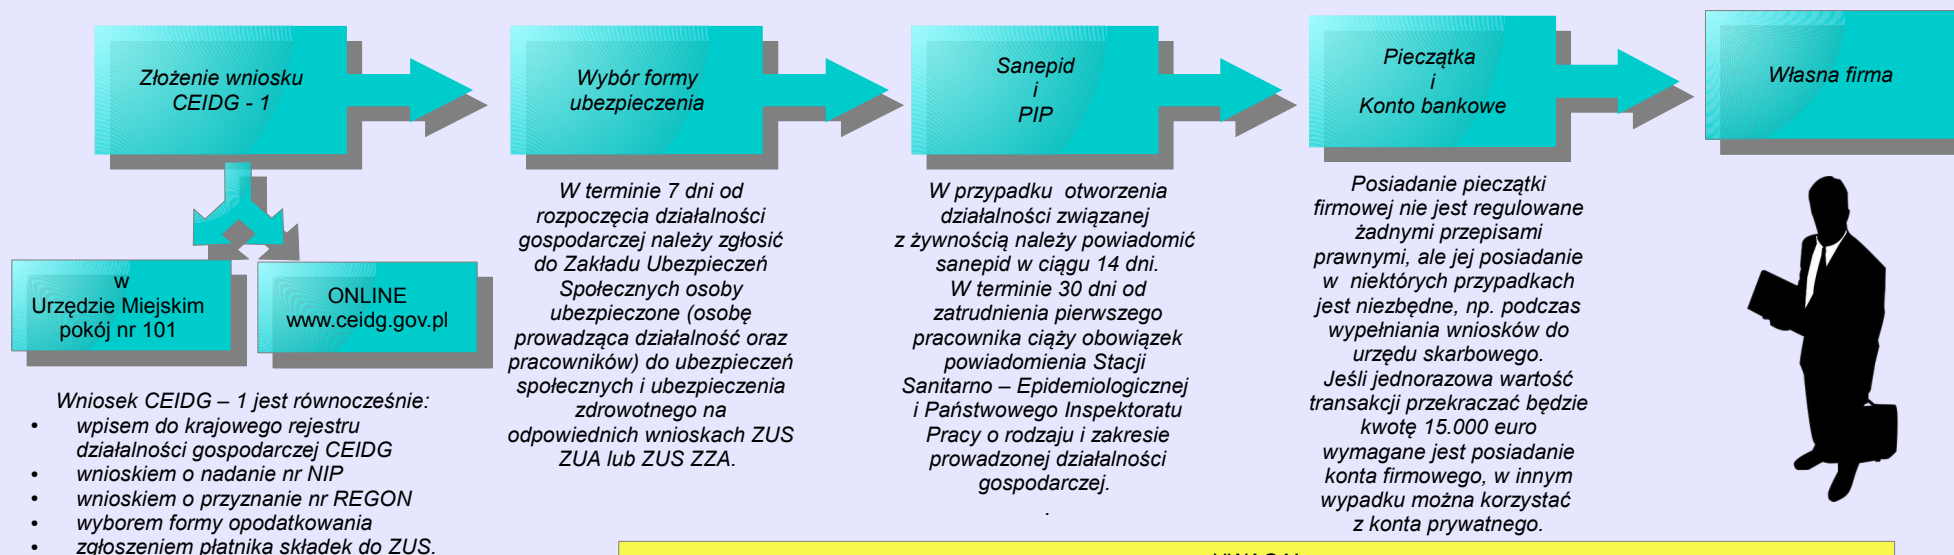 Złożenie wniosku
CEIDG - 1
w
Urzędzie Miejskim
pokój nr 101
ONLINE
www.ceidg.gov.pl
Wniosek CEIDG – 1 jest równocześnie:
• wpisem do krajowego rejestru
działalności gospodarczej CEIDG
• wnioskiem o nadanie nr NIP
• wnioskiem o przyznanie nr REGON
• wyborem formy opodatkowania
• zgłoszeniem płatnika składek do ZUS.
Wybór formy
ubezpieczenia
W terminie 7 dni od
rozpoczęcia działalności
gospodarczej należy zgłosić
do Zakładu Ubezpieczeń
Społecznych osoby
ubezpieczone (osobę
prowadząca działalność oraz
pracowników) do ubezpieczeń
społecznych i ubezpieczenia
zdrowotnego na
odpowiednich wnioskach ZUS
ZUA lub ZUS ZZA.
Sanepid
i
PIP
W przypadku otworzenia
działalności związanej
z żywnością należy powiadomić
sanepid w ciągu 14 dni.
W terminie 30 dni od
zatrudnienia pierwszego
pracownika ciąży obowiązek
powiadomienia Stacji
Sanitarno – Epidemiologicznej
i Państwowego Inspektoratu
Pracy o rodzaju i zakresie
prowadzonej działalności
gospodarczej.
.
Pieczątka
i
Konto bankowe
Posiadanie pieczątki
firmowej nie jest regulowane
żadnymi przepisami
prawnymi, ale jej posiadanie
w niektórych przypadkach
jest niezbędne, np. podczas
wypełniania wniosków do
urzędu skarbowego.
Jeśli jednorazowa wartość
transakcji przekraczać będzie
kwotę 15.000 euro
wymagane jest posiadanie
konta firmowego, w innym
wypadku można korzystać
z konta prywatnego.
Własna firma